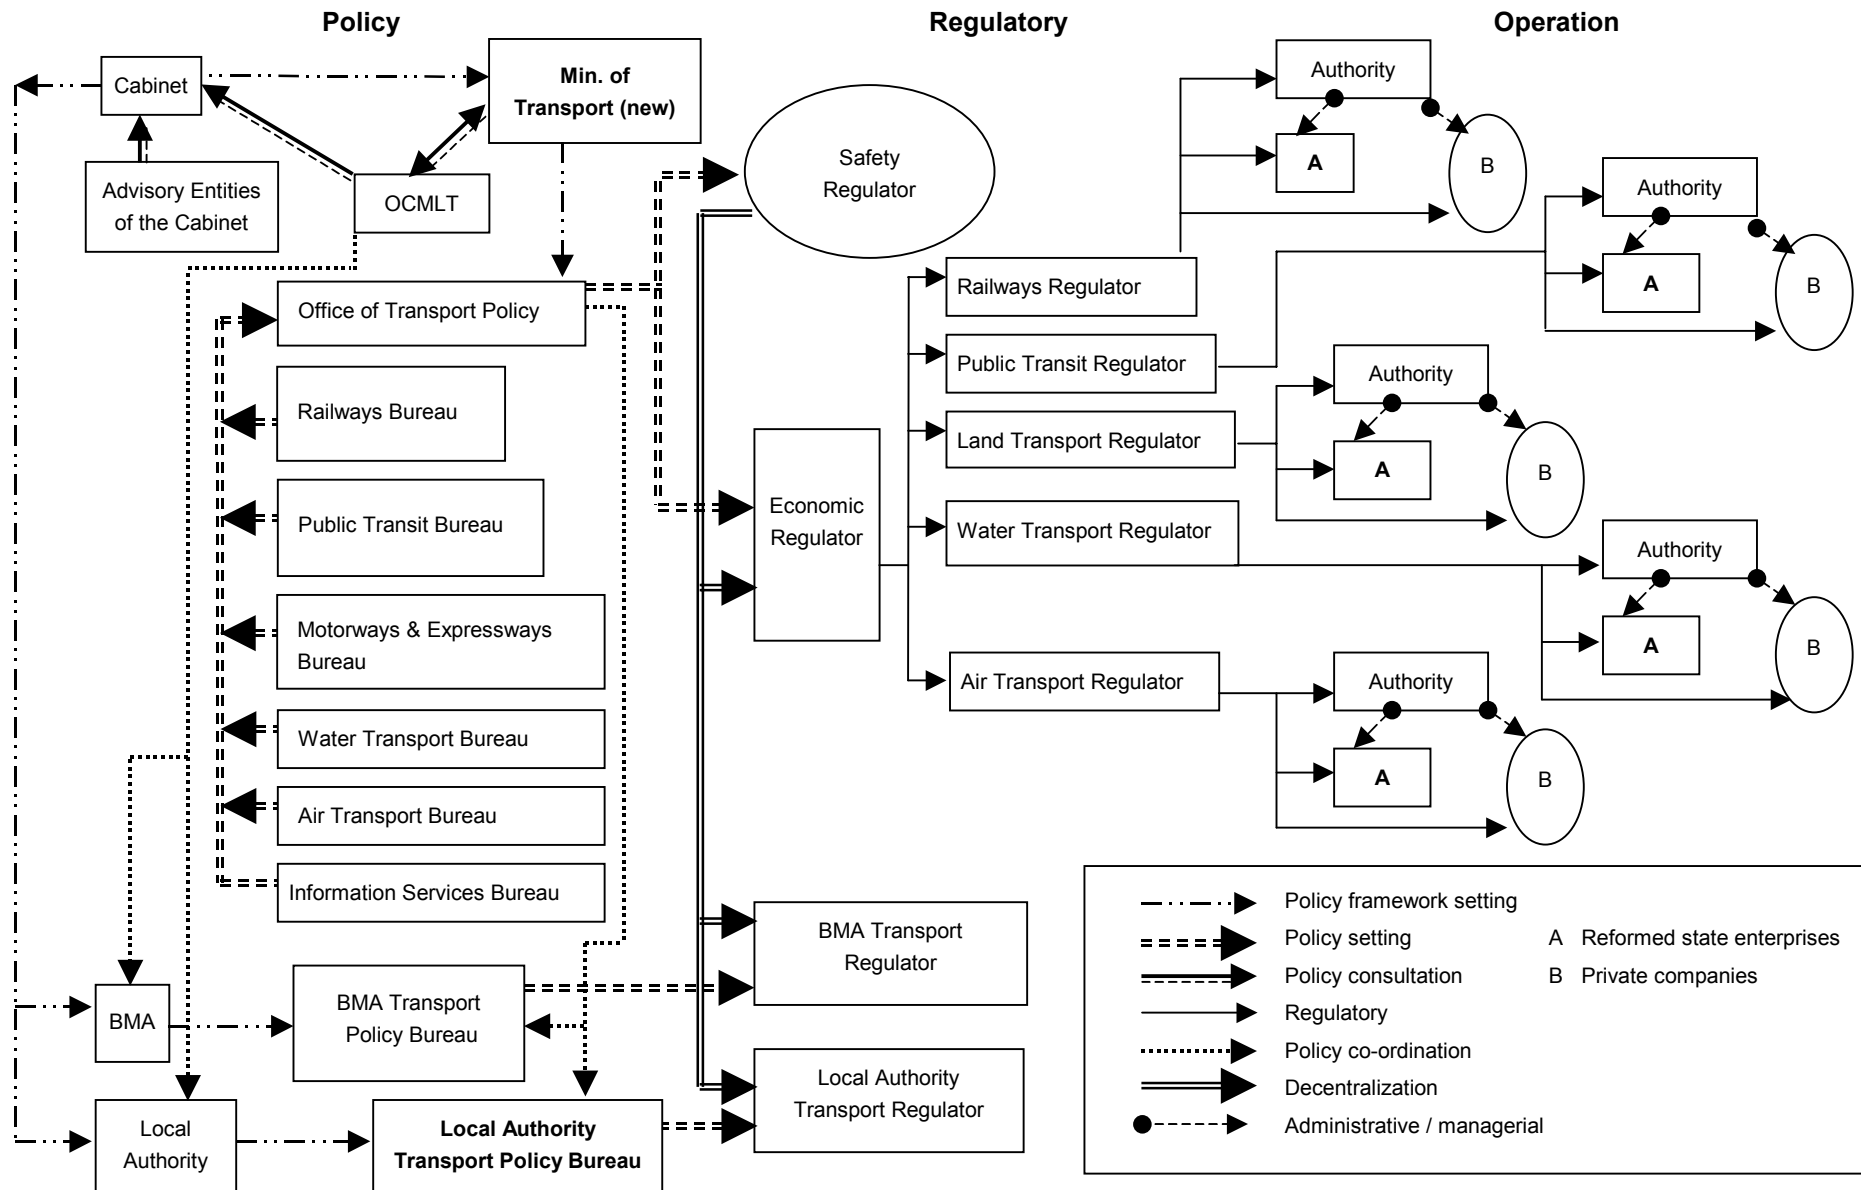 Policy
Regulatory
Operation
Cabinet
Min. of
Transport (new)
Advisory Entities
of the Cabinet
OCMLT
Office of Transport Policy
Railways Bureau
Public Transit Bureau
Motorways & Expressways
Bureau
Water Transport Bureau
Air Transport Bureau
Information Services Bureau
BMA
BMA Transport
Policy Bureau
Local
Authority
Local Authority
Transport Policy Bureau
Safety
Regulator
Economic
Regulator
Railways Regulator
Public Transit Regulator
Land Transport Regulator
Water Transport Regulator
Air Transport Regulator
BMA Transport
Regulator
Local Authority
Transport Regulator
Authority
A
B
Authority
A
B
Authority
A
B
Authority
A
B
Authority
A
B
Policy framework setting
Policy setting
Policy consultation
Regulatory
Policy co-ordination
Decentralization
Administrative / managerial
A Reformed state enterprises
B Private companies